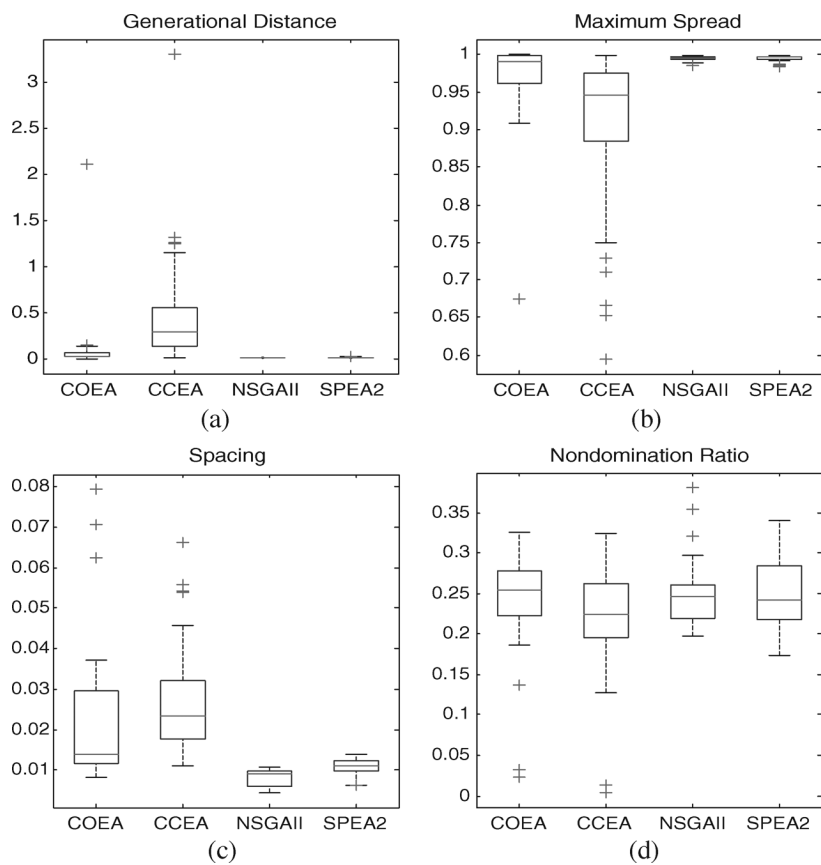 Generational Distance
3
2.5
2
1.5
1
0.5
0
COEA CCEA NSGAII SPEA2
(a)
Maximum Spread
1
0.95
0.9
0.85
0.8
0.75
0.7
0.65
0.6
COEA CCEA NSGAII SPEA2
(b)
Spacing
0.08
0.07
0.06
0.05
0.04
0.03
0.02
0.01
COEA CCEA NSGAII SPEA2
(c)
Nondomination Ratio
0.35
0.3
0.25
0.2
0.15
0.1
0.05
0
COEA CCEA NSGAII SPEA2
(d)